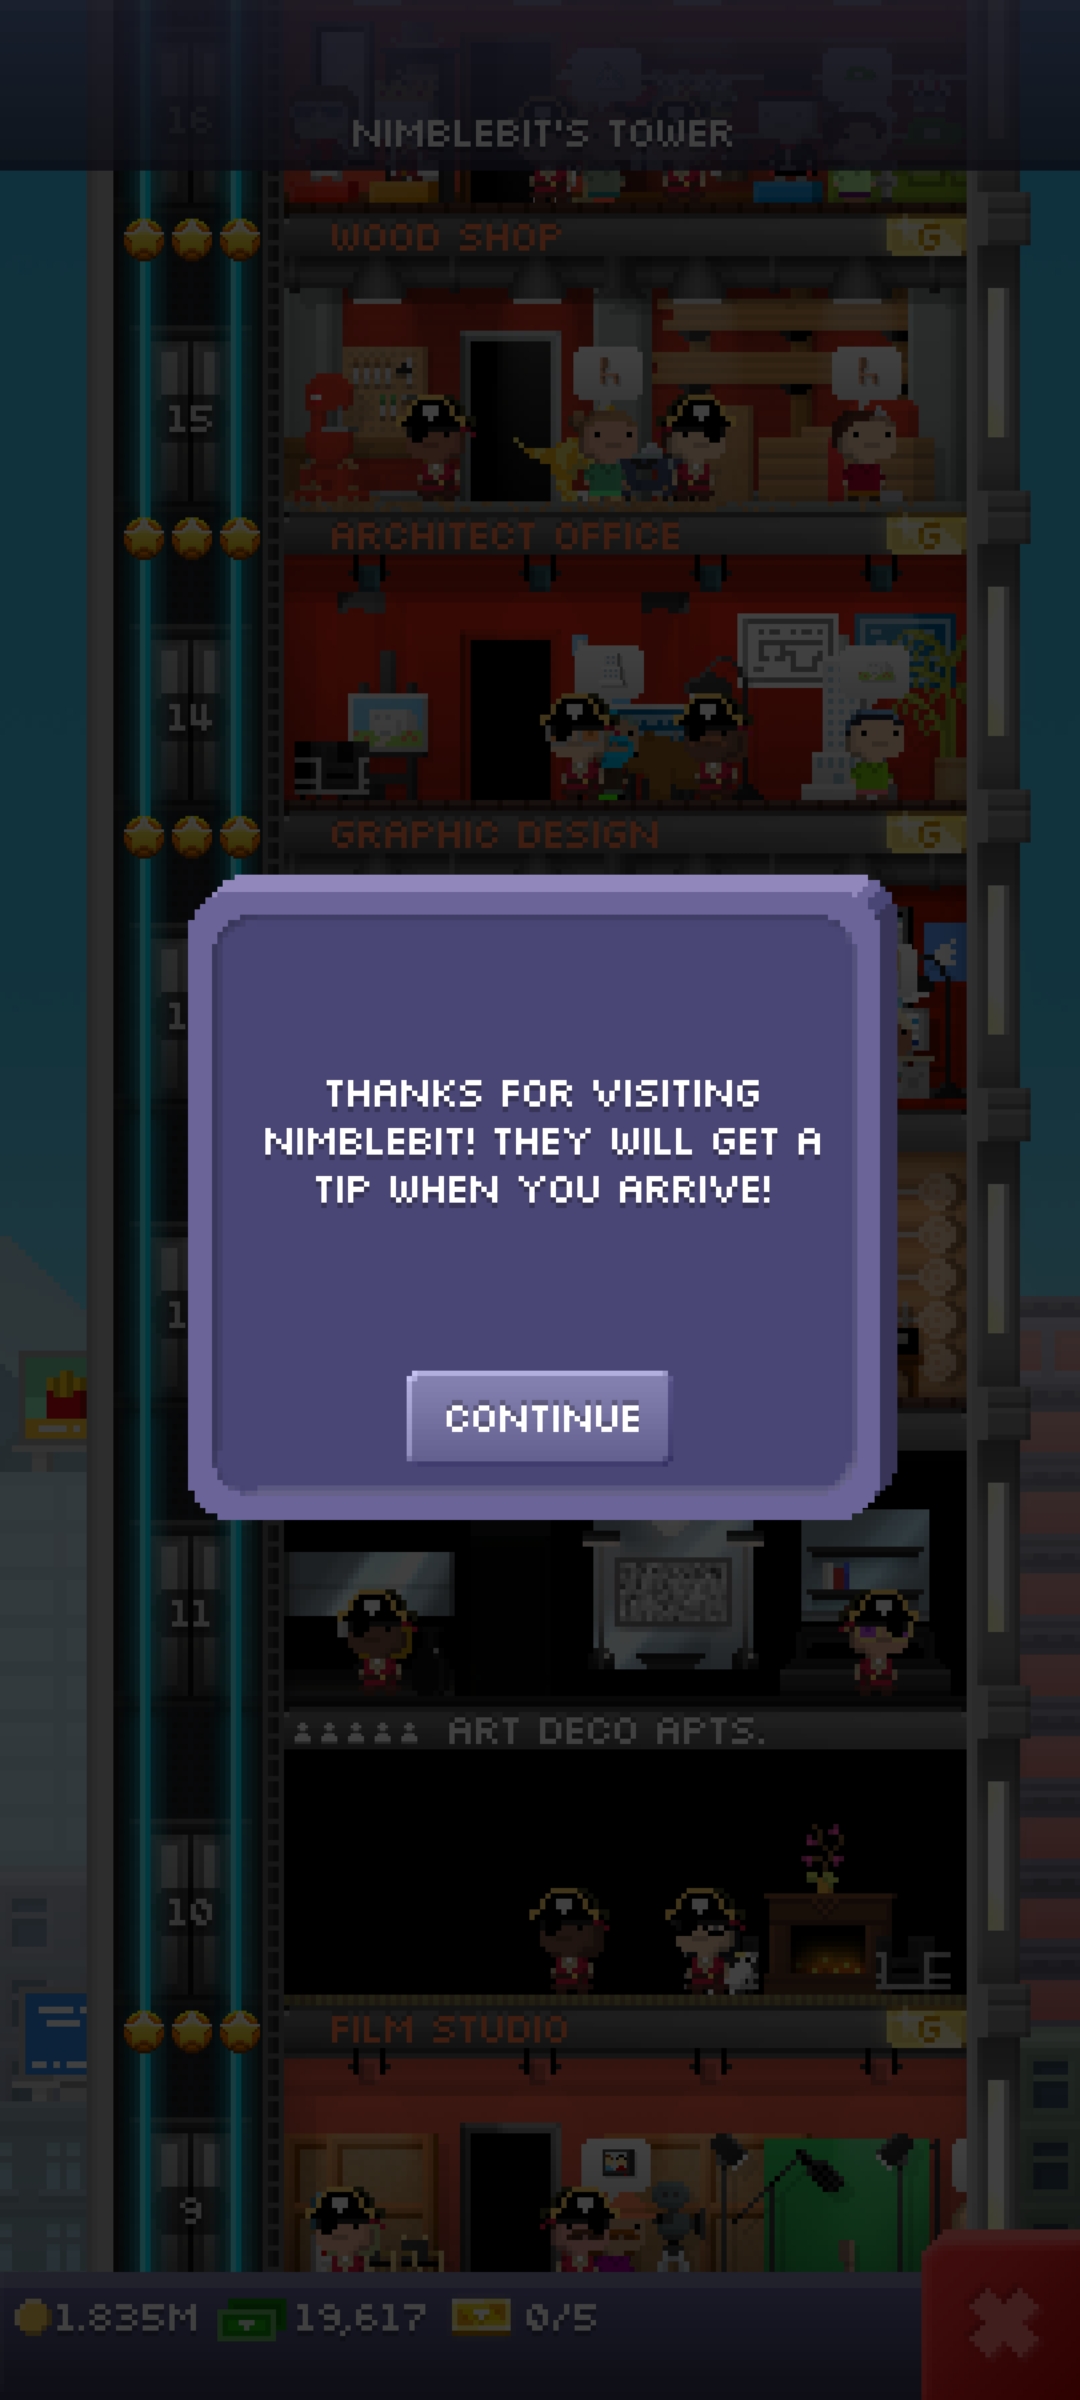 16
NIMBLEBIT'S TOWER
WOOD SHOP G
15
ARCHITECT OFFICE G
14
GRAPHIC DESIGN G
THANKS FOR VISITING
NIMBLEBIT! THEY WILL GET A
TIP WHEN YOU ARRIVE!
CONTINUE
11
ART DECO APTS.
10
FILM STUDIO G
9
1.835M 19,617 0/5